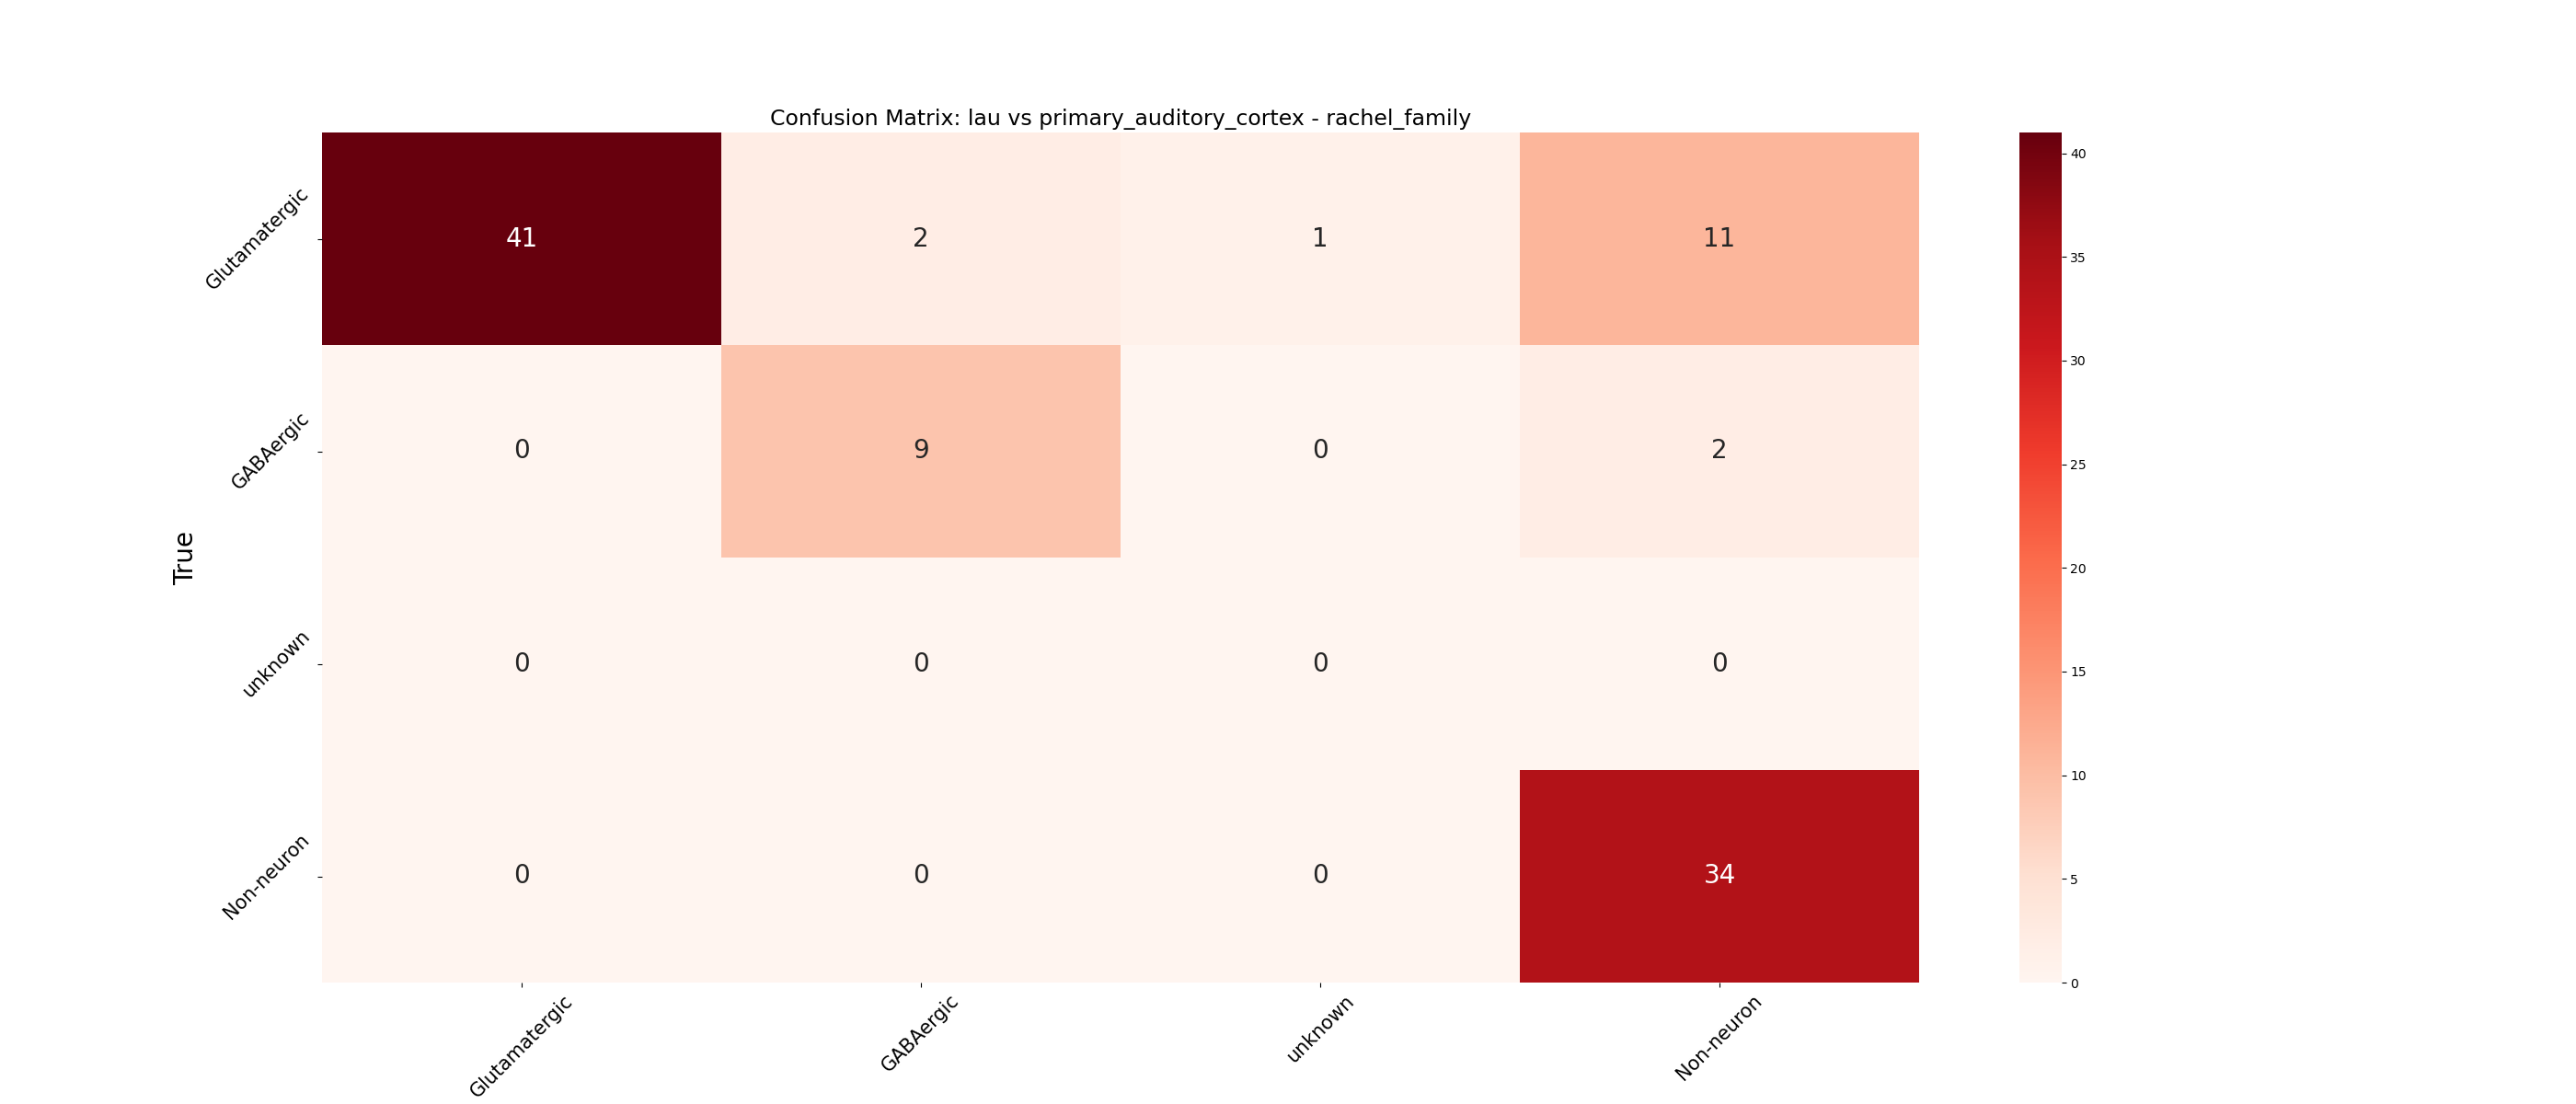 Confusion Matrix: lau vs primary_auditory_cortex - rachel_family
Glutamatergic
41
2
1
11
GABAergic
0
9
0
2
unknown
0
0
0
0
Non-neuron
0
0
0
34
True
Glutamatergic
GABAergic
unknown
Non-neuron
40
35
30
25
20
15
10
5
0